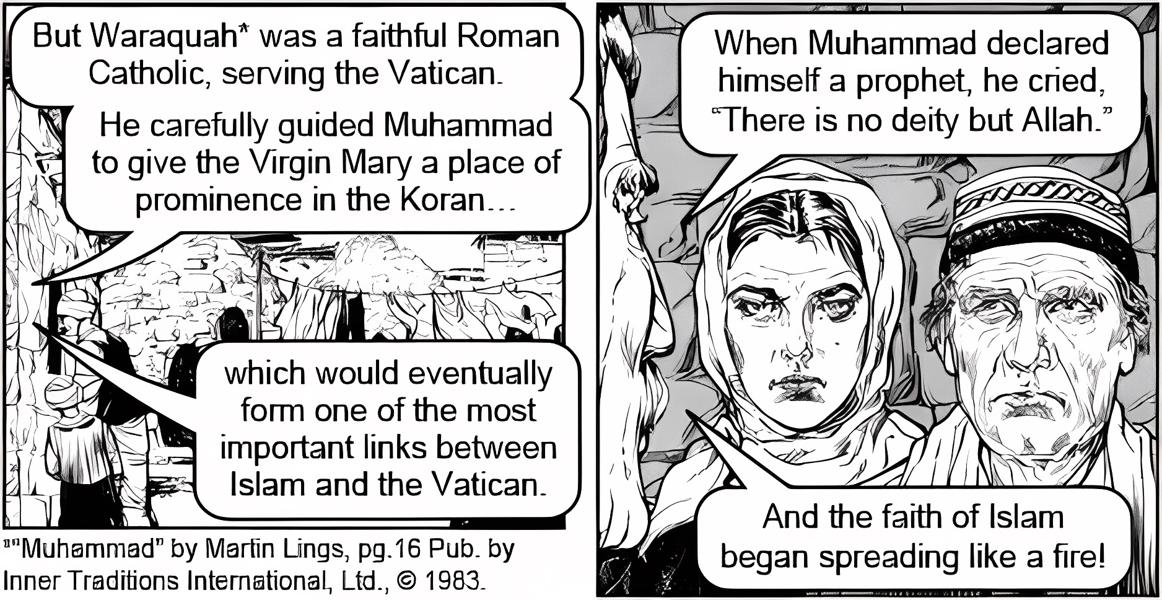 But Waraquah* was a faithful Roman
Catholic, serving the Vatican.
He carefully guided Muhammad
to give the Virgin Mary a place of
prominence in the Koran...
which would eventually
form one of the most
important links between
Islam and the Vatican.
*"Muhammad" by Martin Lings, pg.16 Pub. by
Inner Traditions International, Ltd., © 1983.
When Muhammad declared
himself a prophet, he cried,
“There is no deity but Allah.”
And the faith of Islam
began spreading like a fire!